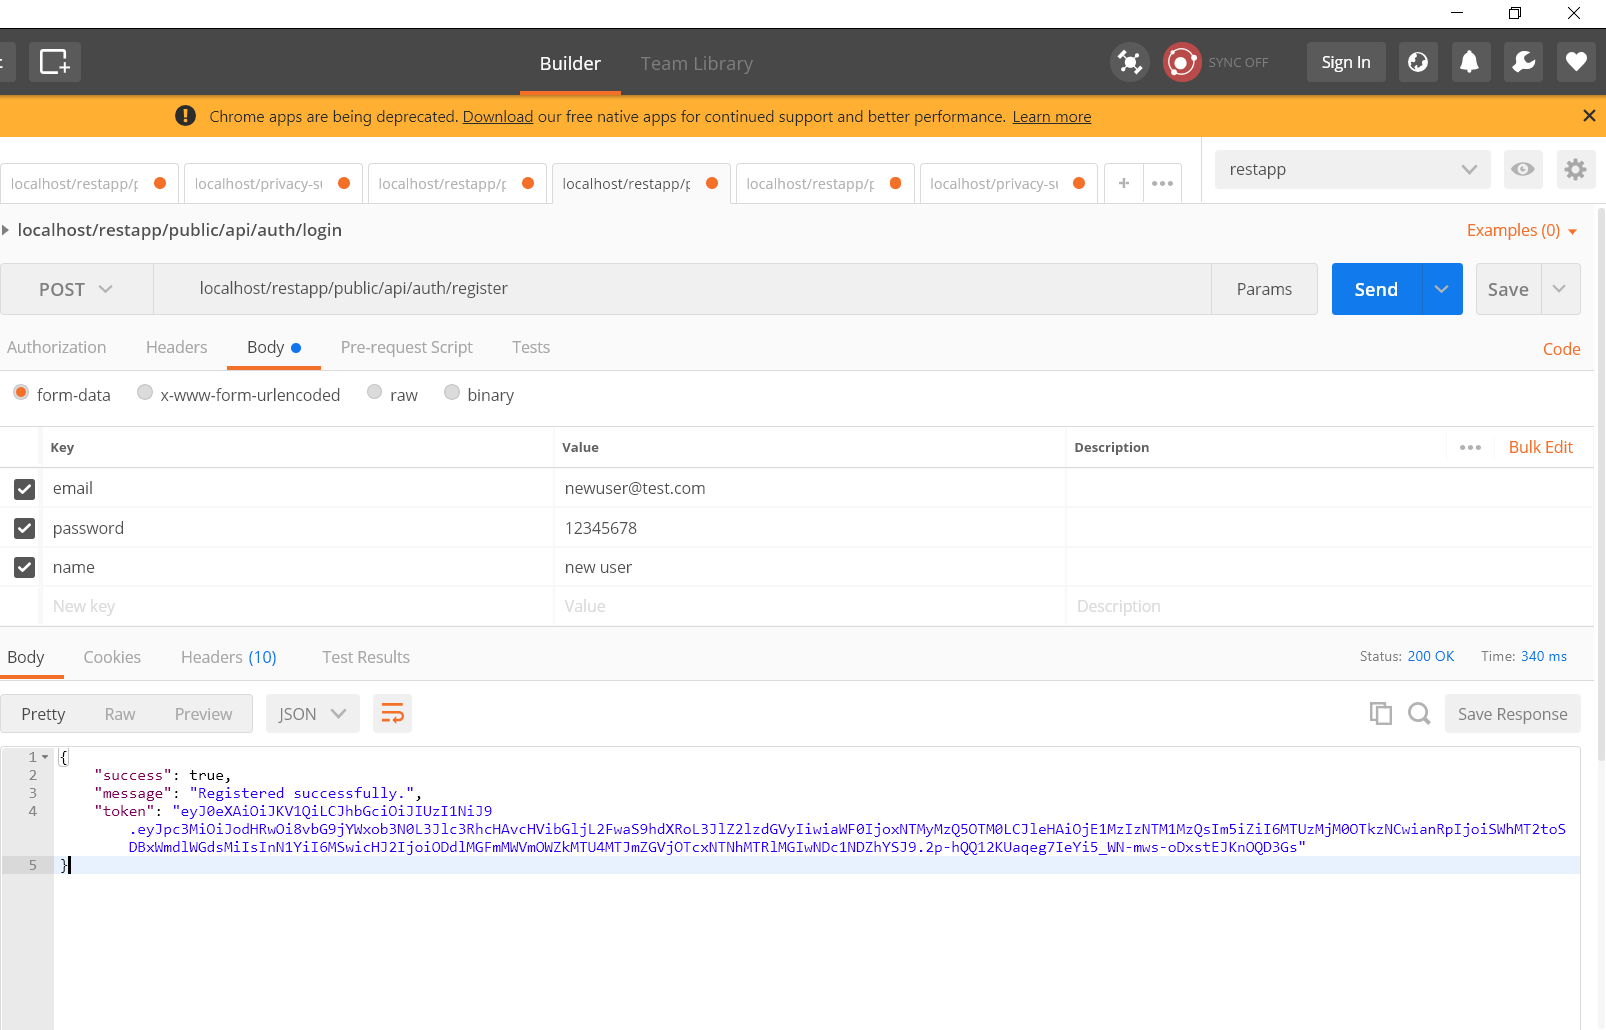 Builder Team Library SYNC OFF Sign In
Chrome apps are being deprecated. Download our free native apps for continued support and better performance. Learn more
localhost/restapp/p localhost/privacy-su localhost/restapp/p localhost/restapp/p localhost/restapp/p localhost/privacy-su + ••• restapp
localhost/restapp/public/api/auth/login Examples (0)
POST localhost/restapp/public/api/auth/register Params Send Save
Authorization Headers Body Pre-request Script Tests Code
form-data x-www-form-urlencoded raw binary
Key Value Description ••• Bulk Edit
email newuser@test.com
password 12345678
name new user
New key Value Description
Body Cookies Headers (10) Test Results Status: 200 OK Time: 340 ms
Pretty Raw Preview JSON Save Response
1 {
2 "success": true,
3 "message": "Registered successfully.",
4 "token": "eyJ0eXAiOiJKV1QiLCJhbGciOiJIUzI1NiJ9
.eyJpc3MiOiJodHRwOi8vbG9jYWxob3N0L3Jlc3RhcHAvcHVibGljL2FwaS9hdXRoL3JlZ2lzdGVyIiwiaWF0IjoxNTMyMzQ5OTM0LCJleHAiOjE1MzIzNTM1MzQsIm5iZiI6MTUzMjM0OTkzNCwianRpIjoiSWhMT2toS
DBxWmdlWGdsMiIsInN1YiI6MSwicHJ2IjoiODdlMGFmMWVmOWZkMTU4MTJmZGVjOTcxNTNhMTRlMGIwNDc1NDZhYSJ9.2p-hQQ12KUaqeg7IeYi5_WN-mws-oDxstEJKnOQD3Gs"
5 }